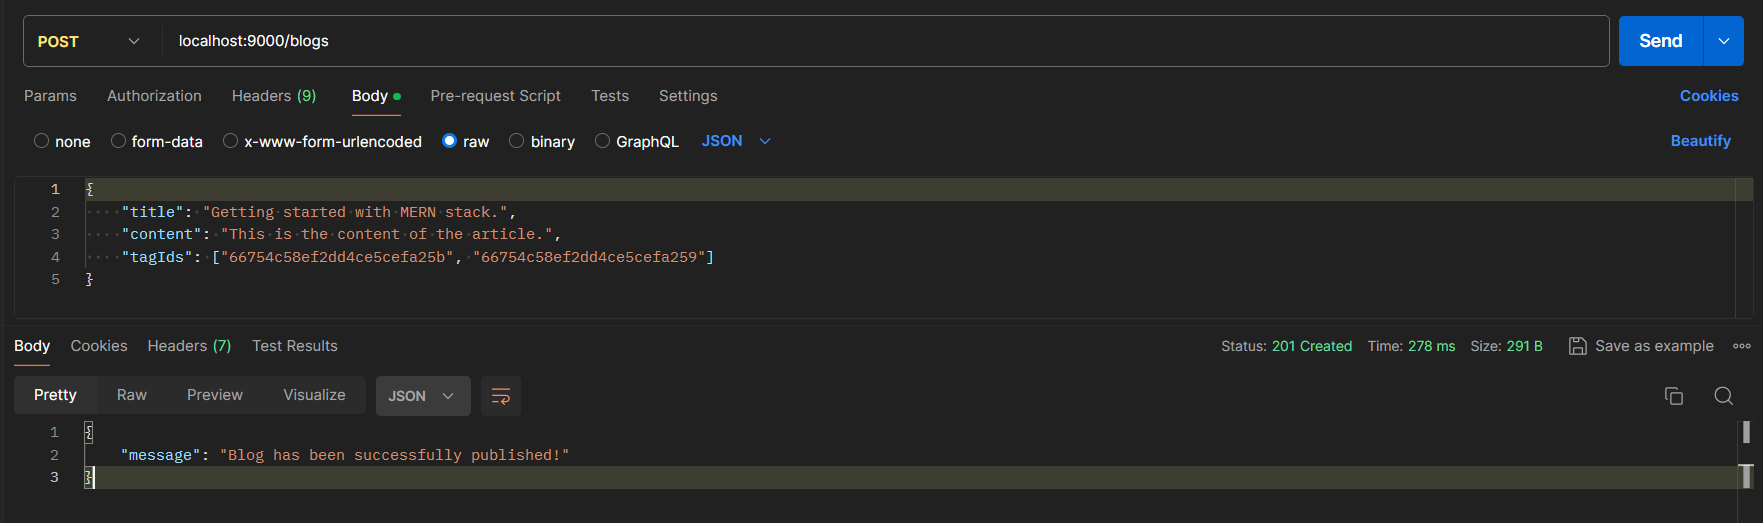 POST localhost:9000/blogs Send
Params Authorization Headers (9) Body Pre-request Script Tests Settings Cookies
none form-data x-www-form-urlencoded raw binary GraphQL JSON Beautify
1 {
2 "title": "Getting started with MERN stack.",
3 "content": "This is the content of the article.",
4 "tagIds": ["66754c58ef2dd4ce5cefa25b", "66754c58ef2dd4ce5cefa259"]
5 }
Body Cookies Headers (7) Test Results Status: 201 Created Time: 278 ms Size: 291 B Save as example
Pretty Raw Preview Visualize JSON
1 {
2 "message": "Blog has been successfully published!"
3 }